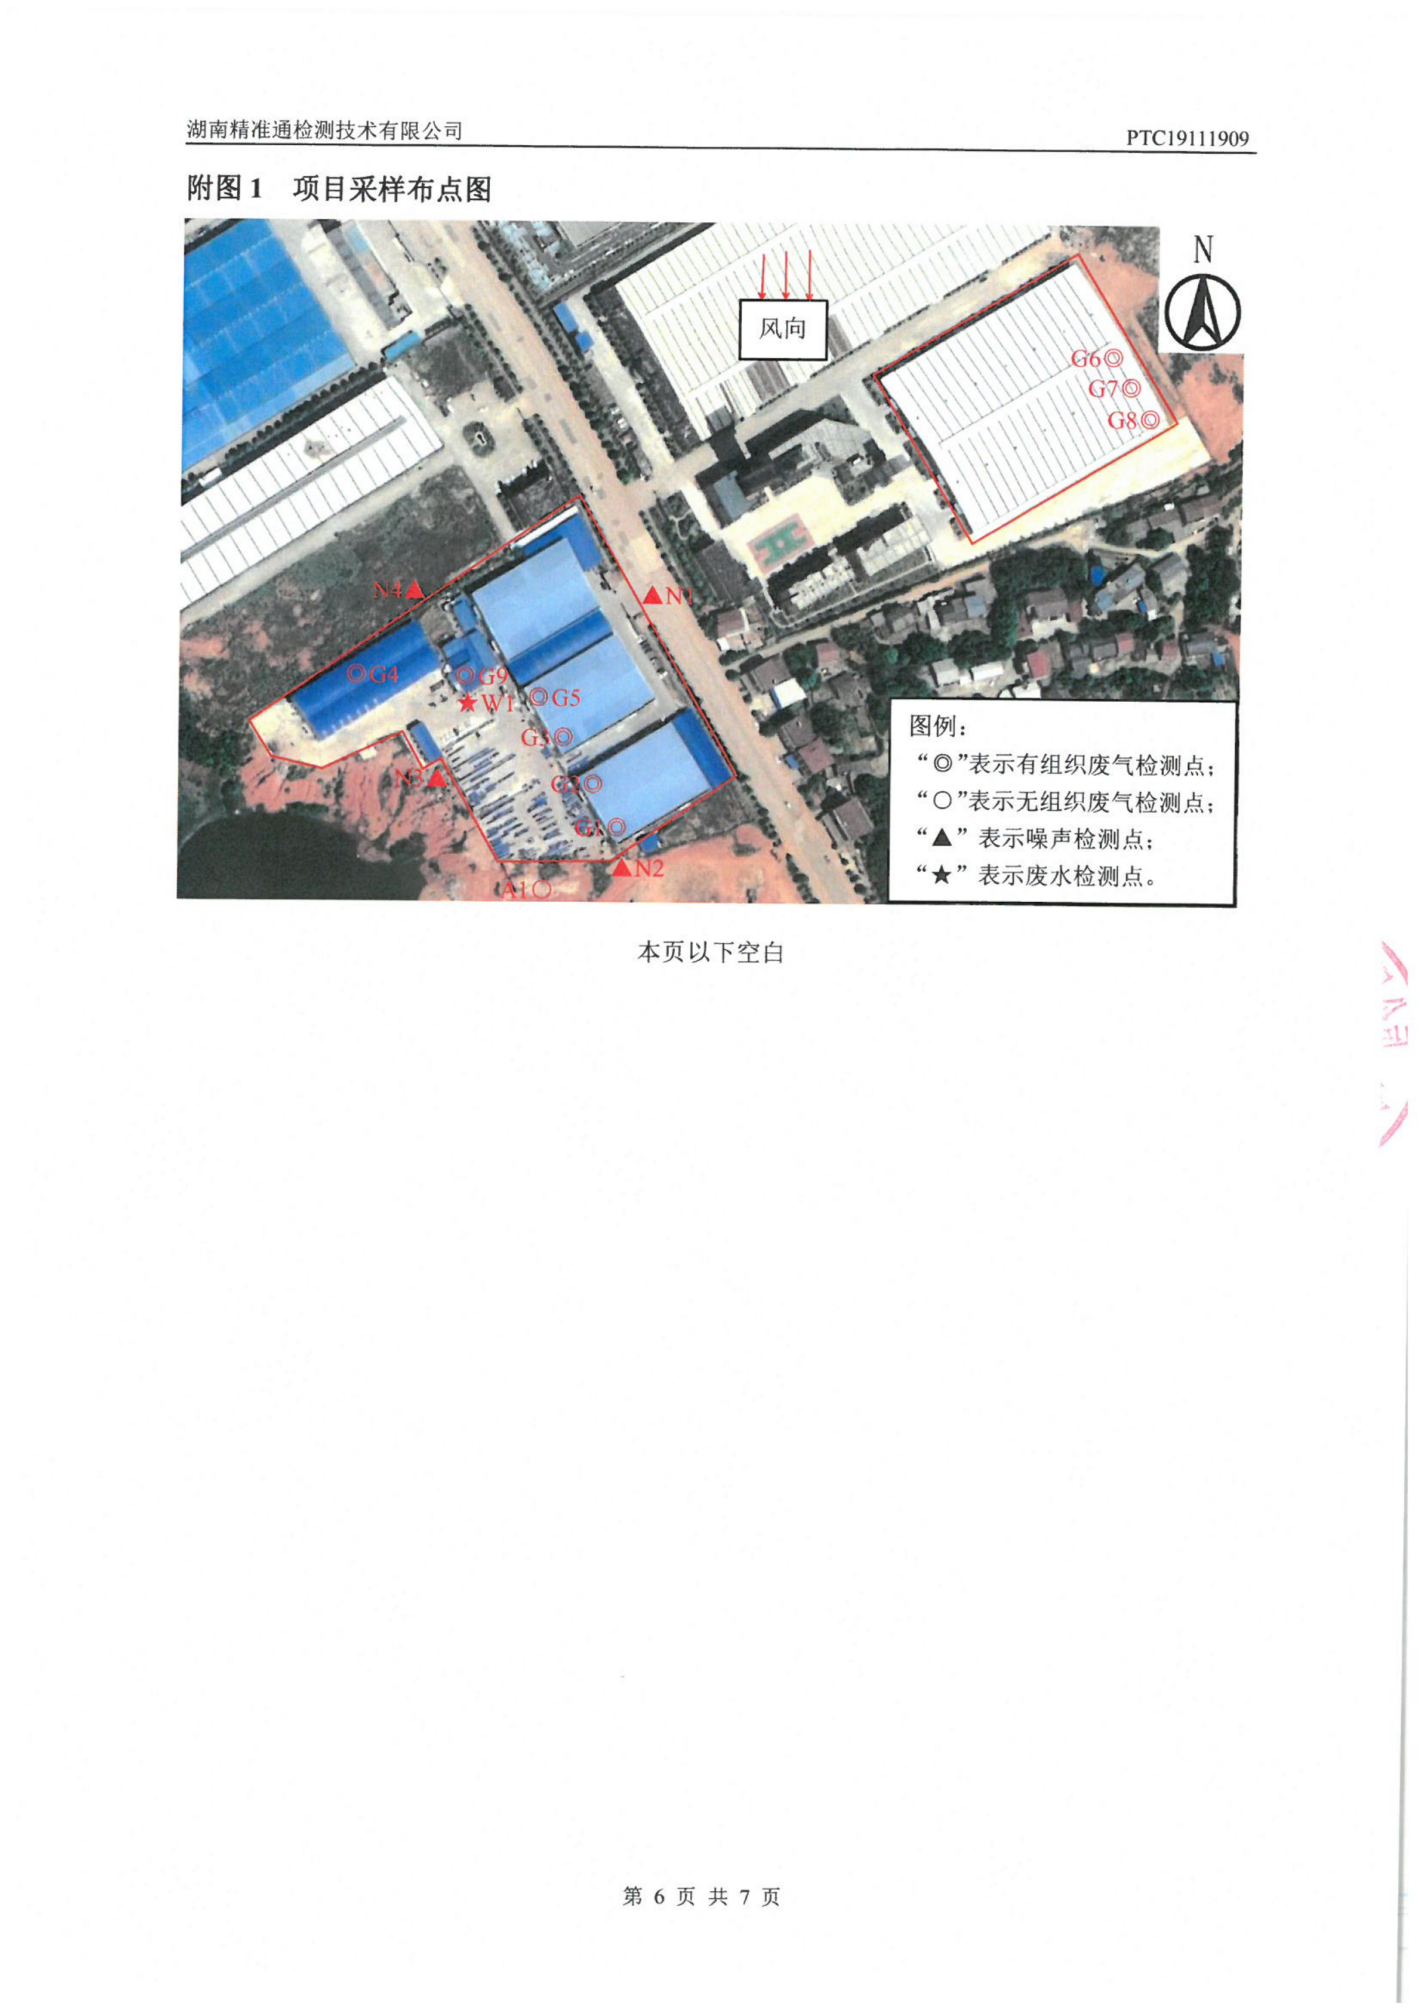 湖南精准通检测技术有限公司
PTC19111909
附图 1 项目采样布点图
N
风向
G6◎
G7◎
G8◎
N4▲
▲N1
◎G4
◎G9
★W1
◎G5
G3◎
N3▲
G2◎
G1◎
▲N2
A1○
图例：
“◎”表示有组织废气检测点；
“○”表示无组织废气检测点；
“▲” 表示噪声检测点；
“★” 表示废水检测点。
本页以下空白
第 6 页 共 7 页